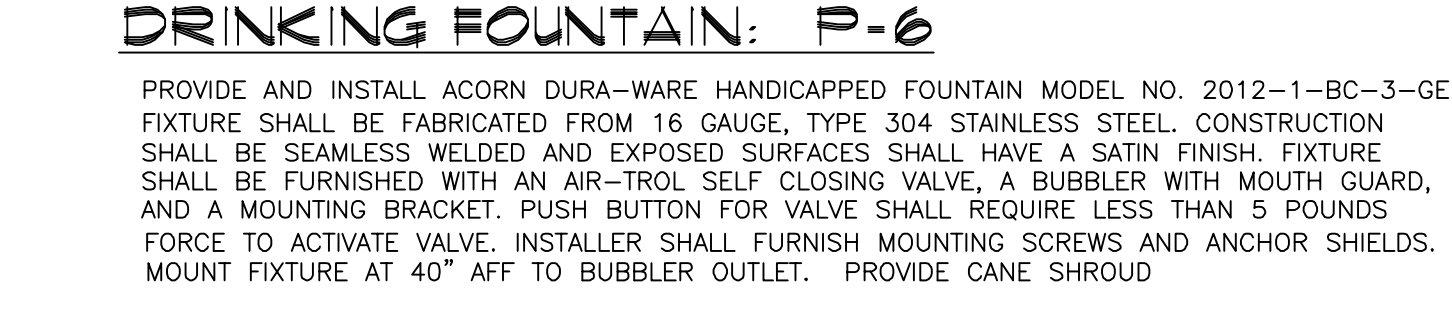 DRINKING FOUNTAIN: P-6
PROVIDE AND INSTALL ACORN DURA-WARE HANDICAPPED FOUNTAIN MODEL NO. 2012-1-BC-3-GE
FIXTURE SHALL BE FABRICATED FROM 16 GAUGE, TYPE 304 STAINLESS STEEL. CONSTRUCTION
SHALL BE SEAMLESS WELDED AND EXPOSED SURFACES SHALL HAVE A SATIN FINISH. FIXTURE
SHALL BE FURNISHED WITH AN AIR-TROL SELF CLOSING VALVE, A BUBBLER WITH MOUTH GUARD,
AND A MOUNTING BRACKET. PUSH BUTTON FOR VALVE SHALL REQUIRE LESS THAN 5 POUNDS
FORCE TO ACTIVATE VALVE. INSTALLER SHALL FURNISH MOUNTING SCREWS AND ANCHOR SHIELDS.
MOUNT FIXTURE AT 40" AFF TO BUBBLER OUTLET. PROVIDE CANE SHROUD